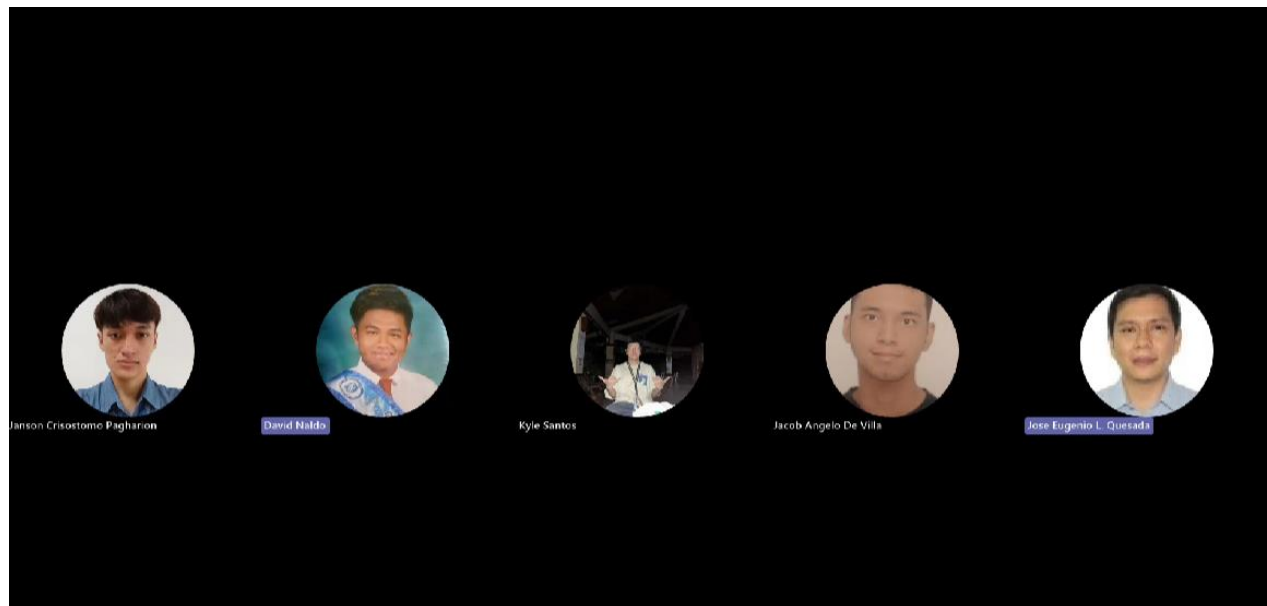 Janson Crisostomo Pagharion
David Naldo
Kyle Santos
Jacob Angelo De Villa
Jose Eugenio L. Quesada